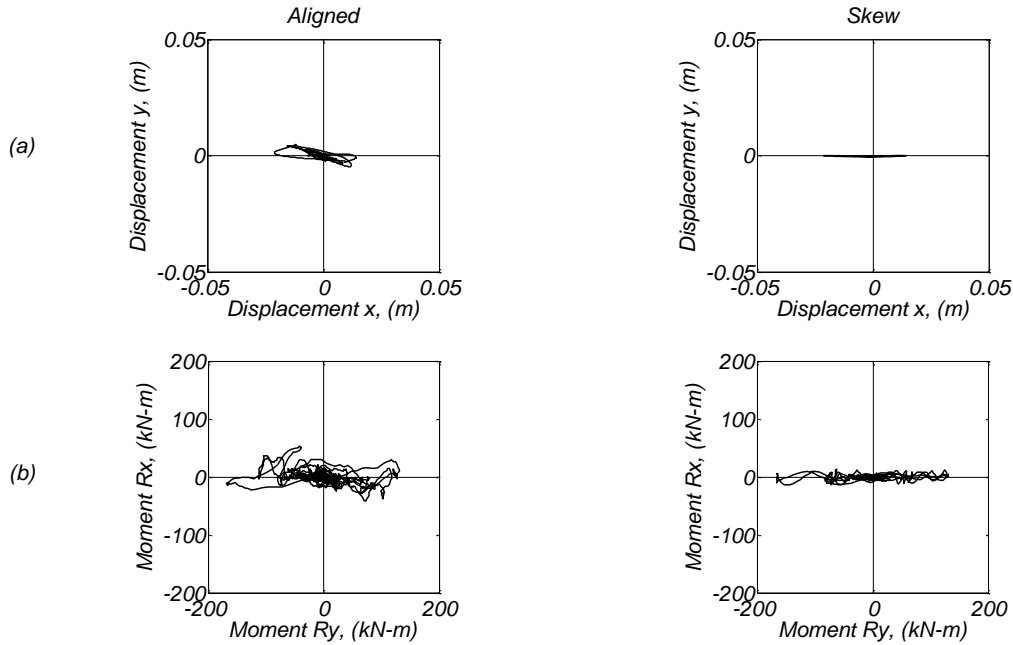 Aligned
Skew
(a)
Displacement y, (m)
0.05
0
-0.05
-0.05
0
0.05
Displacement x, (m)
Displacement y, (m)
0.05
0
-0.05
-0.05
0
0.05
Displacement x, (m)
(b)
Moment Rx, (kN-m)
200
100
0
-100
-200
-200
0
200
Moment Ry, (kN-m)
Moment Rx, (kN-m)
200
100
0
-100
-200
-200
0
200
Moment Ry, (kN-m)